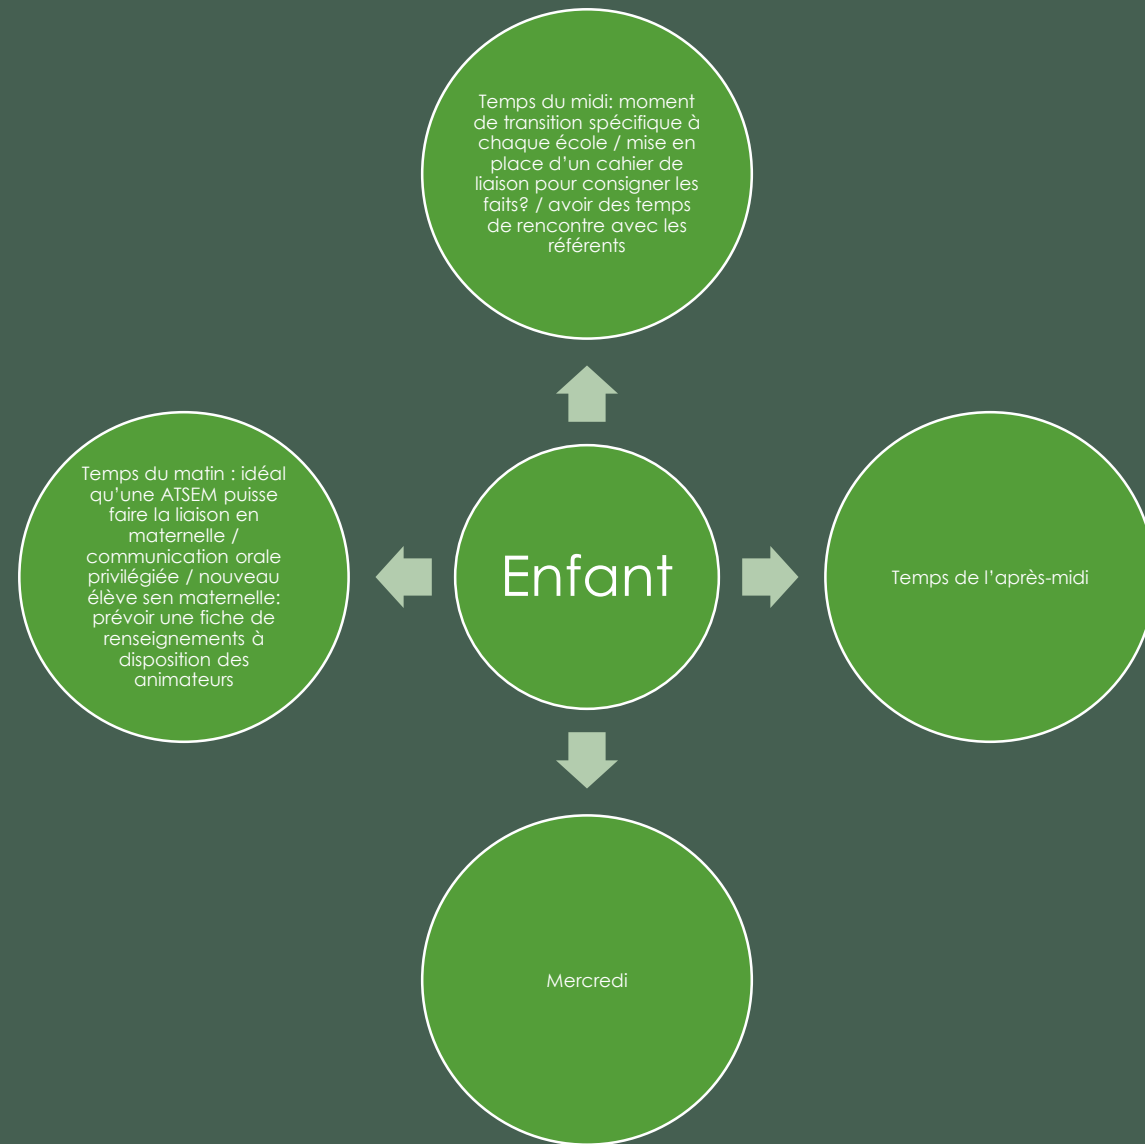 Temps du midi: moment
de transition spécifique à
chaque école / mise en
place d’un cahier de
liaison pour consigner les
faits? / avoir des temps
de rencontre avec les
référents
Temps du matin : idéal
qu’une ATSEM puisse
faire la liaison en
maternelle /
communication orale
privilégiée / nouveau
élève sen maternelle:
prévoir une fiche de
renseignements à
disposition des
animateurs
Enfant
Temps de l’après-midi
Mercredi